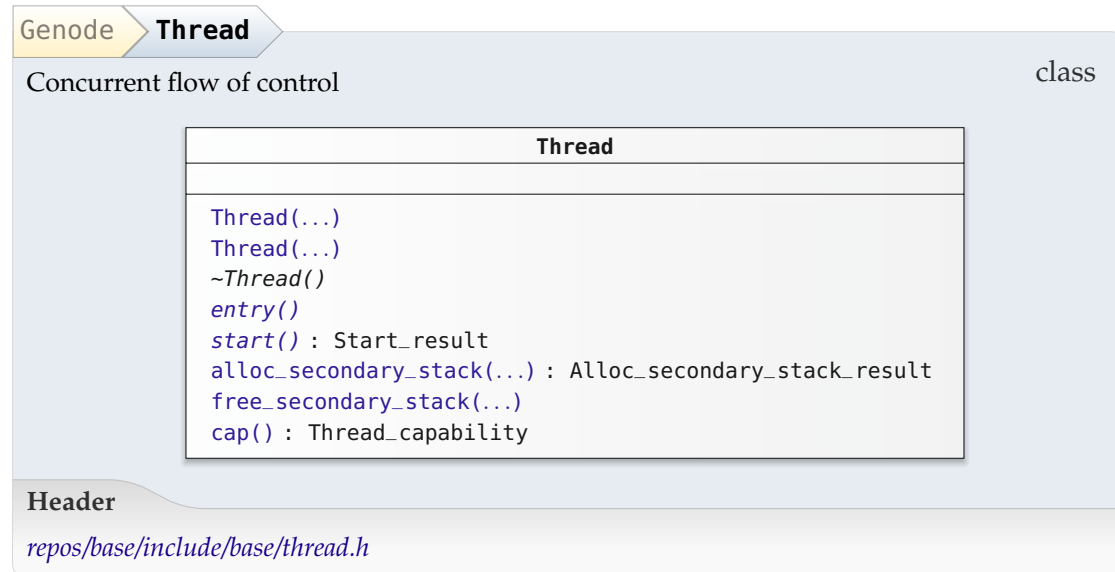 Genode Thread
class
Concurrent flow of control
Thread
Thread(...)
Thread(...)
~Thread()
entry()
start() : Start_result
alloc_secondary_stack(...) : Alloc_secondary_stack_result
free_secondary_stack(...)
cap() : Thread_capability
Header
repos/base/include/base/thread.h